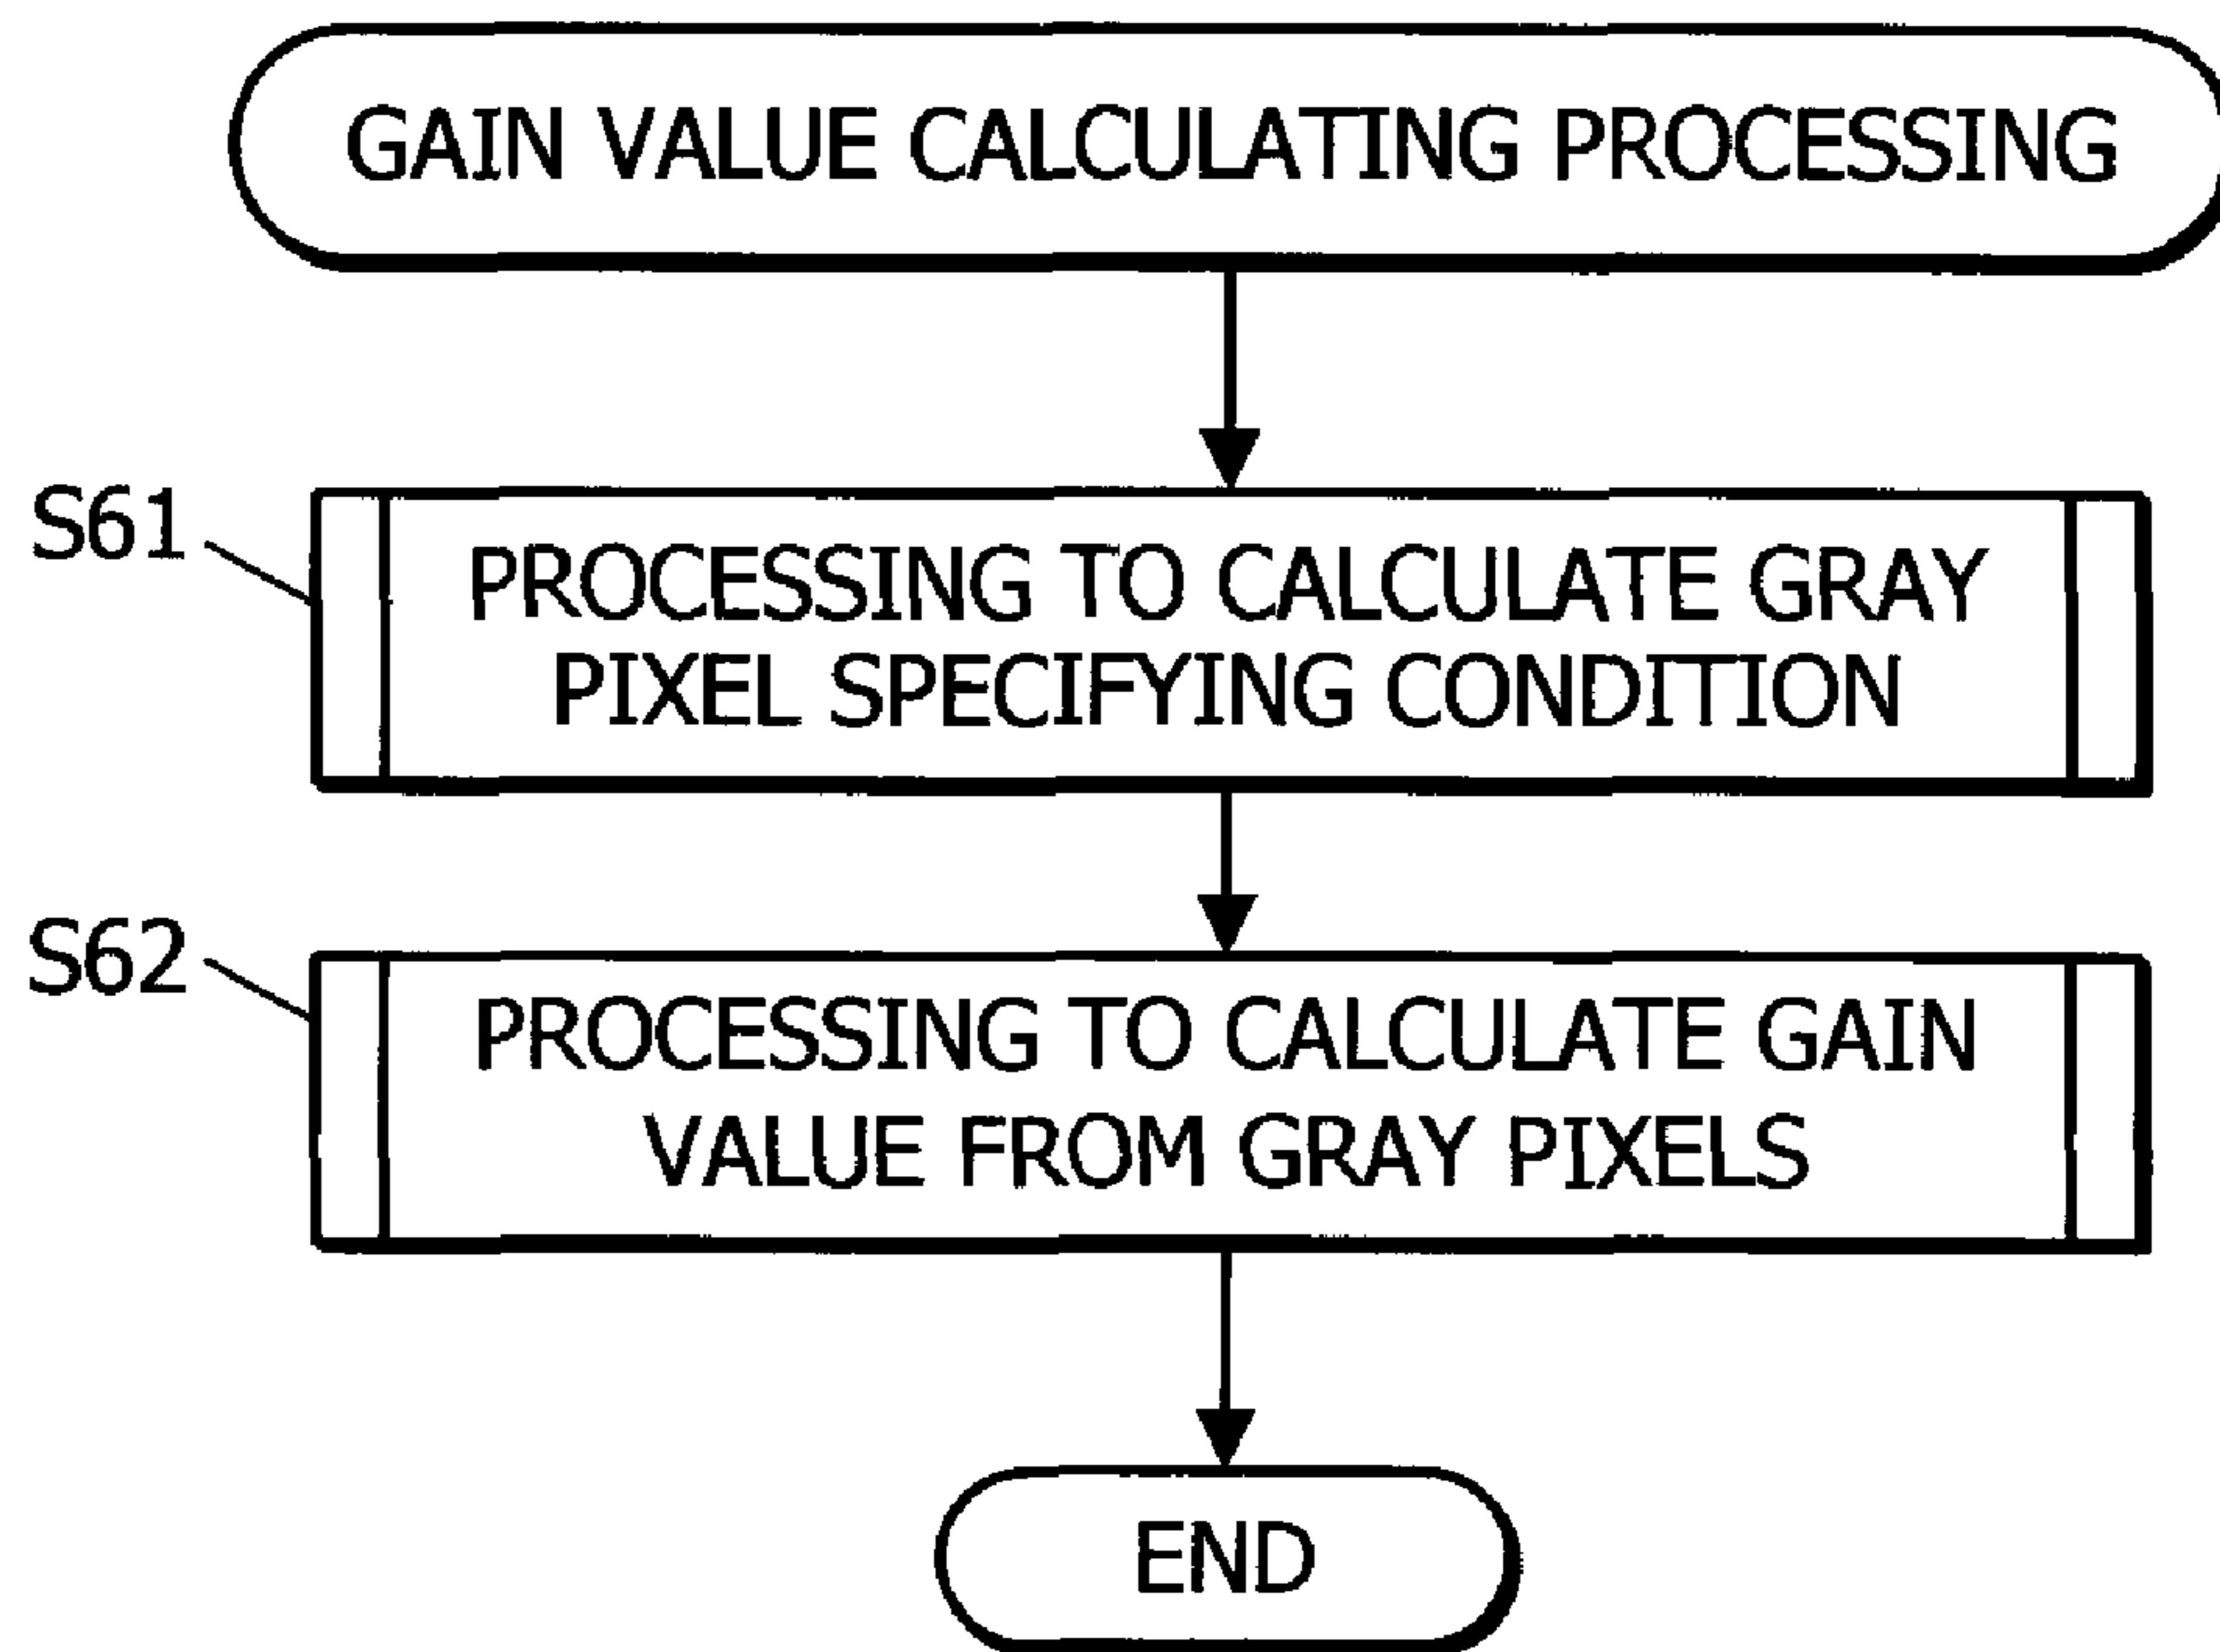 GAIN VALUE CALCULATING PROCESSING
S61
PROCESSING TO CALCULATE GRAY
PIXEL SPECIFYING CONDITION
S62
PROCESSING TO CALCULATE GAIN
VALUE FROM GRAY PIXELS
END